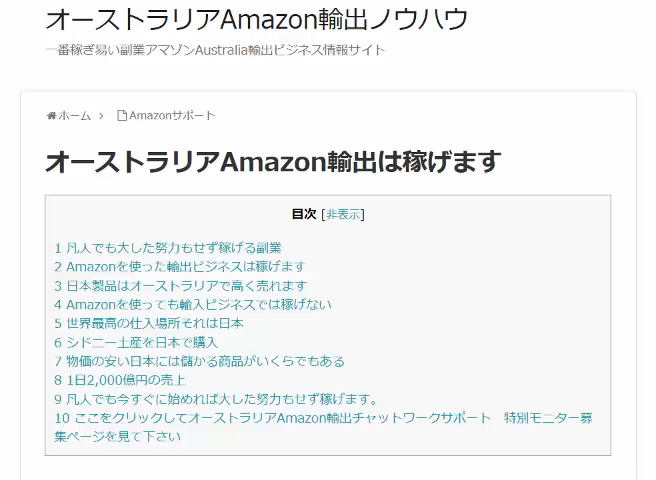 オーストラリアAmazon輸出ノウハウ
一番稼ぎ易い副業アマゾンAustralia輸出ビジネス情報サイト
ホーム > Amazonサポート
オーストラリアAmazon輸出は稼げます
目次 [非表示]
1 凡人でも大した努力もせず稼げる副業
2 Amazonを使った輸出ビジネスは稼げます
3 日本製品はオーストラリアで高く売れます
4 Amazonを使っても輸入ビジネスでは稼げない
5 世界最高の仕入場所それは日本
6 シドニー土産を日本で購入
7 物価の安い日本には儲かる商品がいくらでもある
8 1日2,000億円の売上
9 凡人でも今すぐに始めれば大した努力もせず稼げます。
10 ここをクリックしてオーストラリアAmazon輸出チャットワークサポート　特別モニター募
集ページを見て下さい